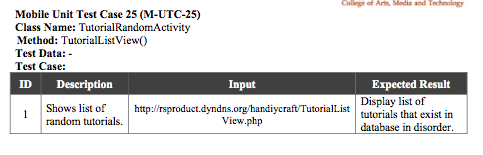 College of Arts, Media and Technology
Mobile Unit Test Case 25 (M-UTC-25)
Class Name: TutorialRandomActivity
Method: TutorialListView()
Test Data: -
Test Case:
ID Description Input Expected Result
1 Shows list of random tutorials. http://rsproduct.dyndns.org/handiycraft/TutorialListView.php Display list of tutorials that exist in database in disorder.